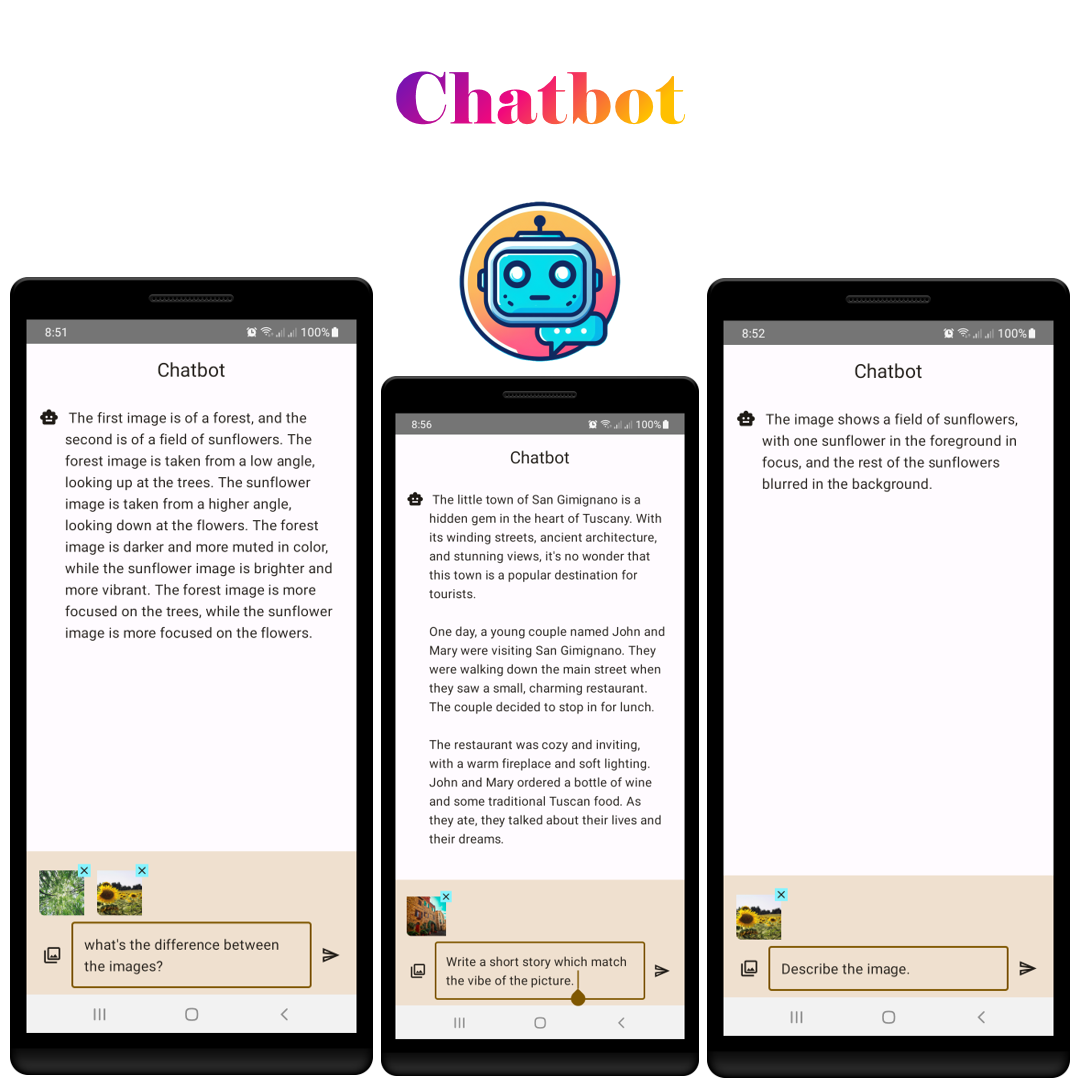 Chatbot
8:51 100%
Chatbot
The first image is of a forest, and the
second is of a field of sunflowers. The
forest image is taken from a low angle,
looking up at the trees. The sunflower
image is taken from a higher angle,
looking down at the flowers. The forest
image is darker and more muted in color,
while the sunflower image is brighter and
more vibrant. The forest image is more
focused on the trees, while the sunflower
image is more focused on the flowers.
what's the difference between
the images?
8:56 100%
Chatbot
The little town of San Gimignano is a
hidden gem in the heart of Tuscany. With
its winding streets, ancient architecture,
and stunning views, it's no wonder that
this town is a popular destination for
tourists.
One day, a young couple named John and
Mary were visiting San Gimignano. They
were walking down the main street when
they saw a small, charming restaurant.
The couple decided to stop in for lunch.
The restaurant was cozy and inviting,
with a warm fireplace and soft lighting.
John and Mary ordered a bottle of wine
and some traditional Tuscan food. As
they ate, they talked about their lives and
their dreams.
Write a short story which match
the vibe of the picture.
8:52 100%
Chatbot
The image shows a field of sunflowers,
with one sunflower in the foreground in
focus, and the rest of the sunflowers
blurred in the background.
Describe the image.